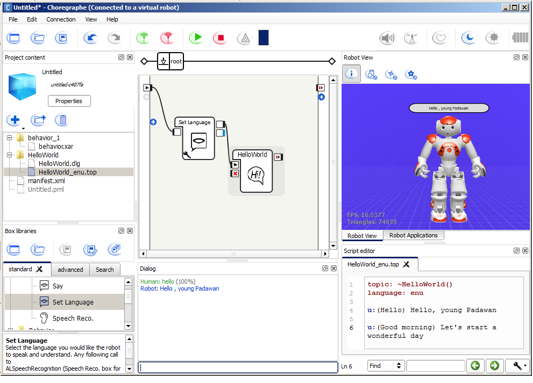 Untitled* - Choregraphe (Connected to a virtual robot)
File Edit Connection View Help
Project content
Untitled
untitled-c407fa
Properties
behavior_1
behavior.xar
HelloWorld
HelloWorld.dlg
HelloWorld_enu.top
manifest.xml
Untitled.pml
Box libraries
standard advanced Search
Say
Set Language
Speech Reco.
Behavior
Set Language
Select the language you would like the robot
to speak and understand. Any following call
to
ALSpeechRecognition (Speech Reco. box for
root
Set Language
HelloWorld
Hi!
Dialog
Human: hello (100%)
Robot: Hello , young Padawan
Robot View
Hello , young Padawan
FPS: 16.0377
Triangles: 74825
Robot View Robot Applications
Script editor
HelloWorld_enu.top
1 topic: ~HelloWorld()
2 language: enu
3
4 u:(Hello) Hello, young Padawan
5
6 u:(Good morning) Let's start a
wonderful day
Ln 6 Find